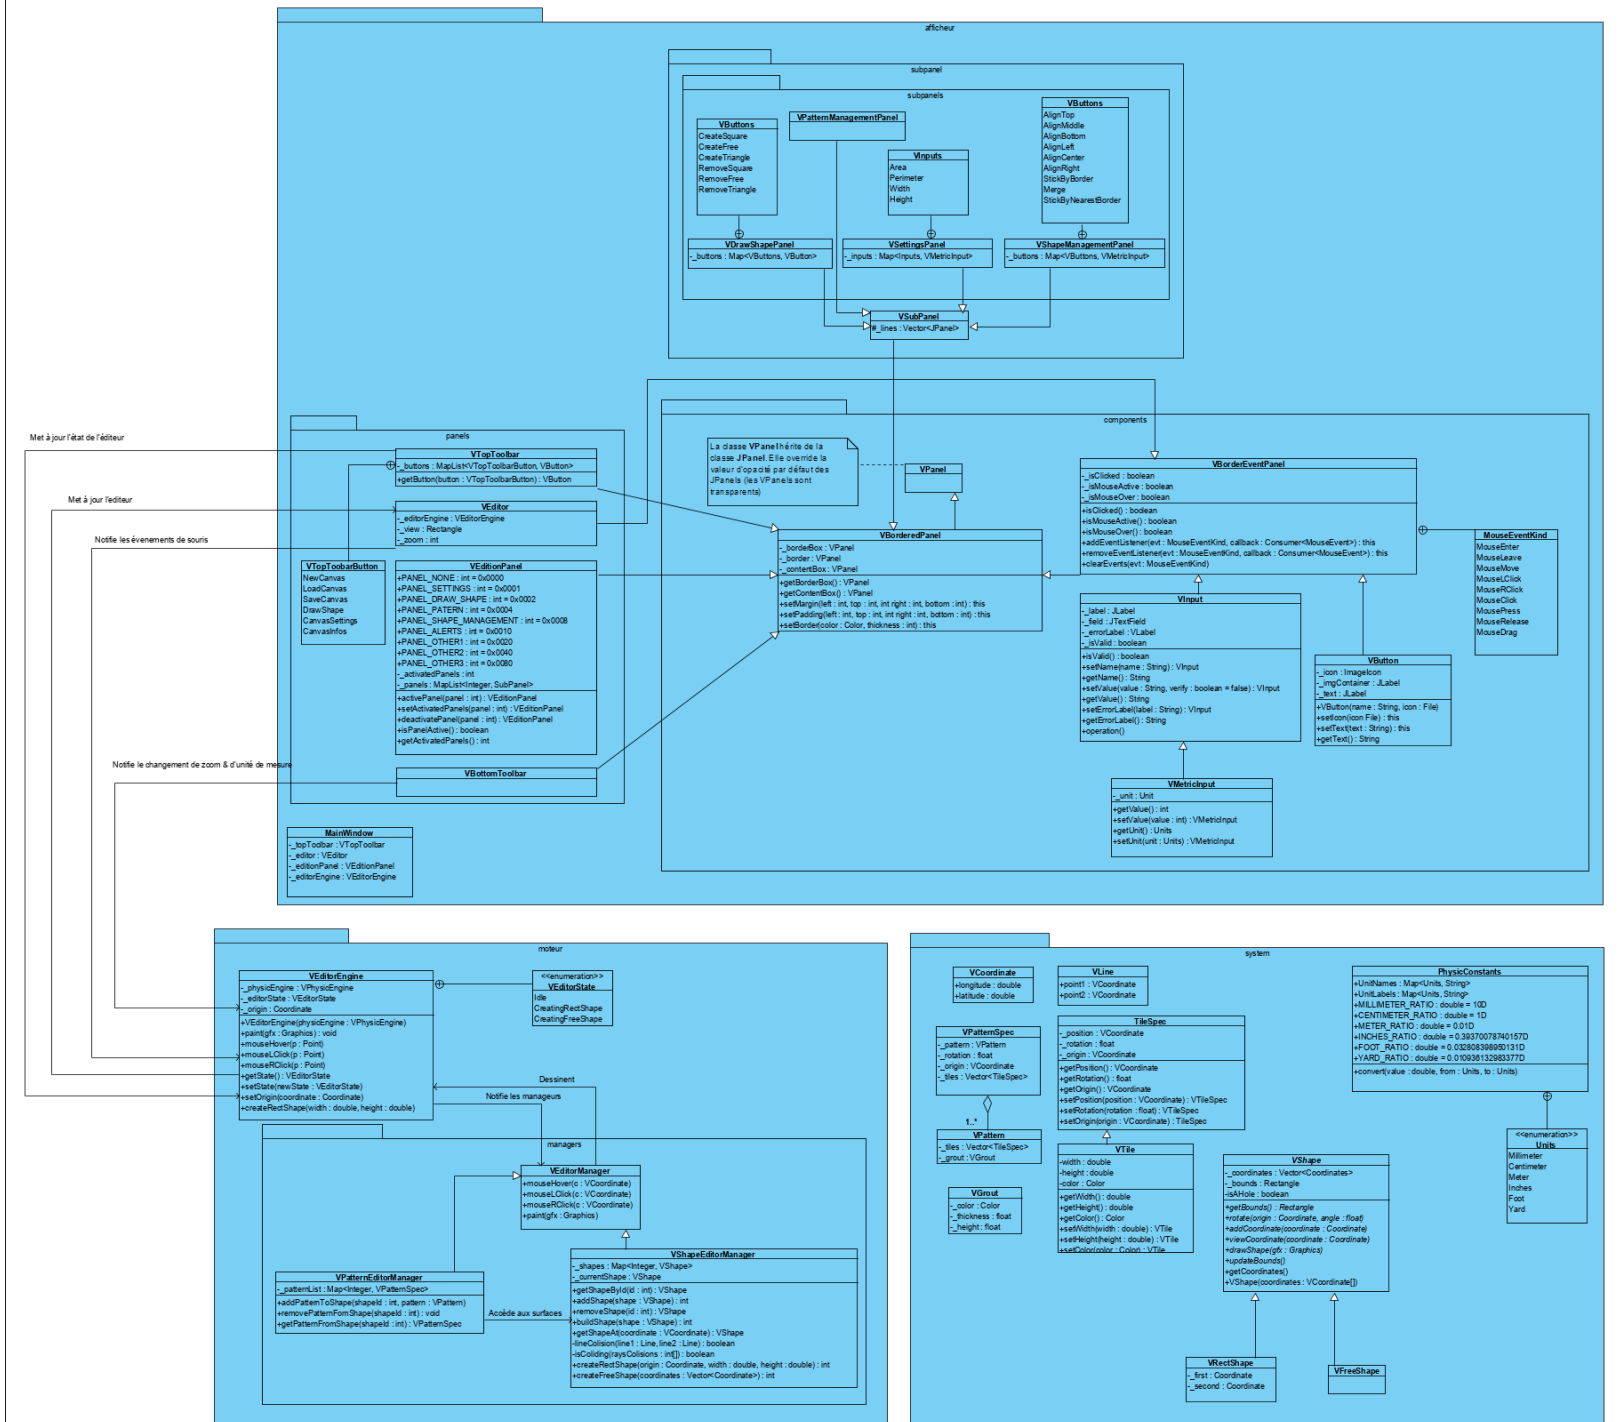 afficheur
subpanel
subpanels
VButtons
CreateSquare
CreateFree
CreateTriangle
RemoveSquare
RemoveFree
RemoveTriangle
VPatternManagementPanel
VInputs
Area
Perimeter
Width
Height
VButtons
AlignTop
AlignMiddle
AlignBottom
AlignLeft
AlignCenter
AlignRight
StickByBorder
Merge
StickByNearestBorder
VDrawShapePanel
-_buttons : Map<VButtons, VButton>
VSettingsPanel
-_inputs : Map<Inputs, VMetricInput>
VShapeManagementPanel
-_buttons : Map<VButtons, VMetricInput>
VSubPanel
#_lines : Vector<JPanel>
Met à jour l'état de l'éditeur
Met à jour l'editeur
Notifie les évenements de souris
Notifie le changement de zoom & d'unité de mesure
panels
VTopToolbar
-_buttons : MapList<VTopToolbarButton, VButton>
+getButton(button : VTopToolbarButton) : VButton
VEditor
-_editorEngine : VEditorEngine
-_view : Rectangle
-_zoom : int
VTopToobarButton
NewCanvas
LoadCanvas
SaveCanvas
DrawShape
CanvasSettings
CanvasInfos
VEditionPanel
+PANEL_NONE : int = 0x0000
+PANEL_SETTINGS : int = 0x0001
+PANEL_DRAW_SHAPE : int = 0x0002
+PANEL_PATERN : int = 0x0004
+PANEL_SHAPE_MANAGEMENT : int = 0x0008
+PANEL_ALERTS : int = 0x0010
+PANEL_OTHER1 : int = 0x0020
+PANEL_OTHER2 : int = 0x0040
+PANEL_OTHER3 : int = 0x0080
-_activatedPanels : int
-_panels : MapList<Integer, SubPanel>
+activePanel(panel : int) : VEditionPanel
+setActivatedPanels(panel : int) : VEditionPanel
+deactivatePanel(panel : int) : VEditionPanel
+isPanelActive() : boolean
+getActivatedPanels() : int
VBottomToolbar
MainWindow
-_topToolbar : VTopToolbar
-_editor : VEditor
-_editionPanel : VEditionPanel
-_editorEngine : VEditorEngine
components
La classe VPanel hérite de la
classe JPanel. Elle override la
valeur d'opacité par défaut des
JPanels (les VPanels sont
transparents)
VPanel
VBorderedPanel
-_borderBox : VPanel
-_border : VPanel
-_contentBox : VPanel
+getBorderBox() : VPanel
+getContentBox() : VPanel
+setMargin(left : int, top : int, int right : int, bottom : int) : this
+setPadding(left : int, top : int, int right : int, bottom : int) : this
+setBorder(color : Color, thickness : int) : this
VBorderEventPanel
-_isClicked : boolean
-_isMouseActive : boolean
-_isMouseOver : boolean
+isClicked() : boolean
+isMouseActive() : boolean
+isMouseOver() : boolean
+addEventListener(evt : MouseEventKind, callback : Consumer<MouseEvent>) : this
+removeEventListener(evt : MouseEventKind, callback : Consumer<MouseEvent>) : this
+clearEvents(evt : MouseEventKind)
MouseEventKind
MouseEnter
MouseLeave
MouseMove
MouseLClick
MouseRClick
MouseClick
MousePress
MouseRelease
MouseDrag
VInput
-_label : JLabel
-_field : JTextField
-_errorLabel : VLabel
-_isValid : boolean
+isValid() : boolean
+setName(name : String) : VInput
+getName() : String
+setValue(value : String, verify : boolean = false) : VInput
+getValue() : String
+setErrorLabel(label : String) : VInput
+getErrorLabel() : String
+operation()
VButton
-_icon : ImageIcon
-_imgContainer : JLabel
-_text : JLabel
+VButton(name : String, icon : File)
+setIcon(icon File) : this
+setText(text : String) : this
+getText() : String
VMetricInput
-_unit : Unit
+getValue() : int
+setValue(value : int) : VMetricInput
+getUnit() : Units
+setUnit(unit : Units) : VMetricInput
moteur
VEditorEngine
-_physicEngine : VPhysicEngine
-_editorState : VEditorState
-_origin : Coordinate
+VEditorEngine(physicEngine : VPhysicEngine)
+paint(gfx : Graphics) : void
+mouseHover(p : Point)
+mouseLClick(p : Point)
+mouseRClick(p : Point)
+getState() : VEditorState
+setState(newState : VEditorState)
+setOrigin(coordinate : Coordinate)
+createRectShape(width : double, height : double)
<<enumeration>>
VEditorState
Idle
CreatingRectShape
CreatingFreeShape
Dessinent
Notifie les manageurs
managers
VEditorManager
+mouseHover(c : VCoordinate)
+mouseLClick(c : VCoordinate)
+mouseRClick(c : VCoordinate)
+paint(gfx : Graphics)
VPatternEditorManager
-_patternList : Map<Integer, VPatternSpec>
+addPatternToShape(shapeId : int, pattern : VPattern)
+removePatternFomShape(shapeId : int) : void
+getPatternFromShape(shapeId : int) : VPatternSpec
Accède aux surfaces
VShapeEditorManager
-_shapes : Map<Integer, VShape>
-_currentShape : VShape
+getShapeById(id : int) : VShape
+addShape(shape : VShape) : int
+removeShape(id : int) : VShape
+buildShape(shape : VShape) : int
+getShapeAt(coordinate : VCoordinate) : VShape
-lineColision(line1 : Line, line2 : Line) : boolean
-isColiding(raysColisions : int[]) : boolean
+createRectShape(origin : Coordinate, width : double, height : double) : int
+createFreeShape(coordinates : Vector<Coordinate>) : int
system
VCoordinate
+longitude : double
+latitude : double
VLine
+point1 : VCoordinate
+point2 : VCoordinate
PhysicConstants
+UnitNames : Map<Units, String>
+UnitLabels : Map<Units, String>
+MILLIMETER_RATIO : double = 10D
+CENTIMETER_RATIO : double = 1D
+METER_RATIO : double = 0.01D
+INCHES_RATIO : double = 0.39370078740157D
+FOOT_RATIO : double = 0.032808398950131D
+YARD_RATIO : double = 0.010936132983377D
+convert(value : double, from : Units, to : Units)
VPatternSpec
-_pattern : VPattern
-_rotation : float
-_origin : VCoordinate
-_tiles : Vector<TileSpec>
1..*
VPattern
-_tiles : Vector<TileSpec>
-_grout : VGrout
VGrout
-_color : Color
-_thickness : float
-_height : float
TileSpec
-_position : VCoordinate
-_rotation : float
-_origin : VCoordinate
+getPosition() : VCoordinate
+getRotation() : float
+getOrigin() : VCoordinate
+setPosition(position : VCoordinate) : VTileSpec
+setRotation(rotation : float) : VTileSpec
+setOrigin(origin : VCoordinate) : TileSpec
VTile
-width : double
-height : double
-color : Color
+getWidth() : double
+getHeight() : double
+getColor() : Color
+setWidth(width : double) : VTile
+setHeight(height : double) : VTile
+setColor(color : Color) : VTile
<<enumeration>>
Units
Millimeter
Centimeter
Meter
Inches
Foot
Yard
VShape
-_coordinates : Vector<Coordinates>
-_bounds : Rectangle
-isAHole : boolean
+getBounds() : Rectangle
+rotate(origin : Coordinate, angle : float)
+addCoordinate(coordinate : Coordinate)
+viewCoordinate(coordinate : Coordinate)
+drawShape(gfx : Graphics)
+updateBounds()
+getCoordinates()
+VShape(coordinates : VCoordinate[])
VRectShape
-_first : Coordinate
-_second : Coordinate
VFreeShape